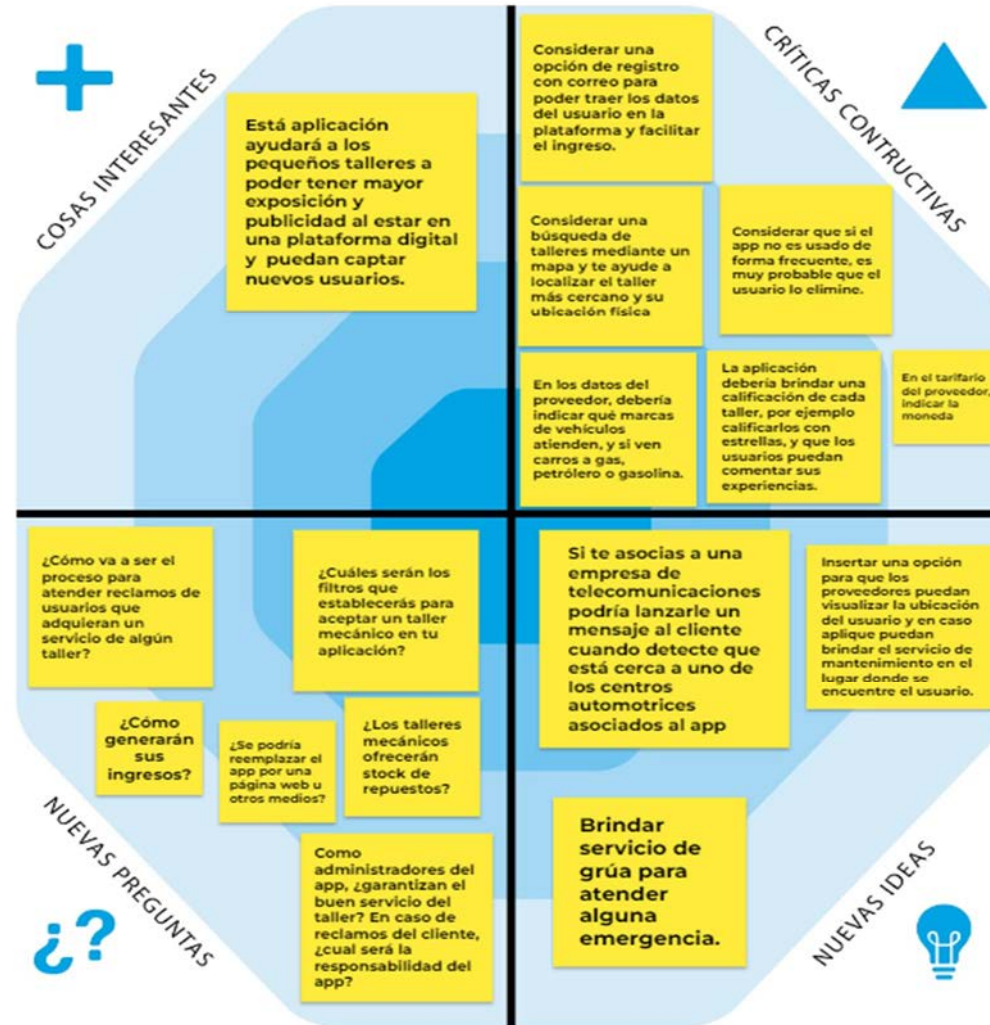 COSAS INTERESANTES
Está aplicación
ayudará a los
pequeños talleres a
poder tener mayor
exposición y
publicidad al estar en
una plataforma digital
y puedan captar
nuevos usuarios.
CRÍTICAS CONTRUCTIVAS
Considerar una
opción de registro
con correo para
poder traer los datos
del usuario en la
plataforma y facilitar
el ingreso.
Considerar una
búsqueda de
talleres mediante un
mapa y te ayude a
localizar el taller
más cercano y su
ubicación física
Considerar que si el
app no es usado de
forma frecuente, es
muy probable que el
usuario lo elimine.
En los datos del
proveedor, debería
indicar qué marcas
de vehículos
atienden, y si ven
carros a gas,
petrólero o gasolina.
La aplicación
debería brindar una
calificación de cada
taller, por ejemplo
calificarlos con
estrellas, y que los
usuarios puedan
comentar sus
experiencias.
En el tarifario
del proveedor,
indicar la
moneda
¿Cómo va a ser el
proceso para
atender reclamos de
usuarios que
adquieran un
servicio de algún
taller?
¿Cuáles serán los
filtros que
establecerás para
aceptar un taller
mecánico en tu
aplicación?
¿Cómo
generarán
sus
ingresos?
¿Se podría
reemplazar el
app por una
página web u
otros medios?
¿Los talleres
mecánicos
ofrecerán
stock de
repuestos?
Como
administradores del
app, ¿garantizan el
buen servicio del
taller? En caso de
reclamos del cliente,
¿cual será la
responsabilidad del
app?
NUEVAS PREGUNTAS
¿?
Si te asocias a una
empresa de
telecomunicaciones
podría lanzarle un
mensaje al cliente
cuando detecte que
está cerca a uno de
los centros
automotrices
asociados al app
Insertar una opción
para que los
proveedores puedan
visualizar la ubicación
del usuario y en caso
aplique puedan
brindar el servicio de
mantenimiento en el
lugar donde se
encuentre el usuario.
Brindar
servicio de
grúa para
atender
alguna
emergencia.
NUEVAS IDEAS